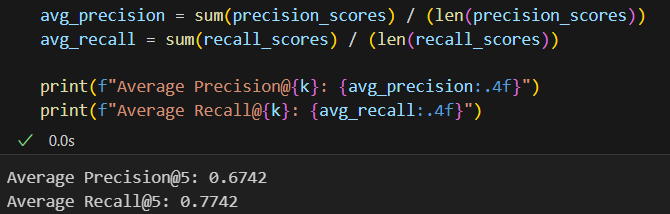 avg_precision = sum(precision_scores) / (len(precision_scores))
avg_recall = sum(recall_scores) / (len(recall_scores))
print(f"Average Precision@{k}: {avg_precision:.4f}")
print(f"Average Recall@{k}: {avg_recall:.4f}")
0.0s
Average Precision@5: 0.6742
Average Recall@5: 0.7742